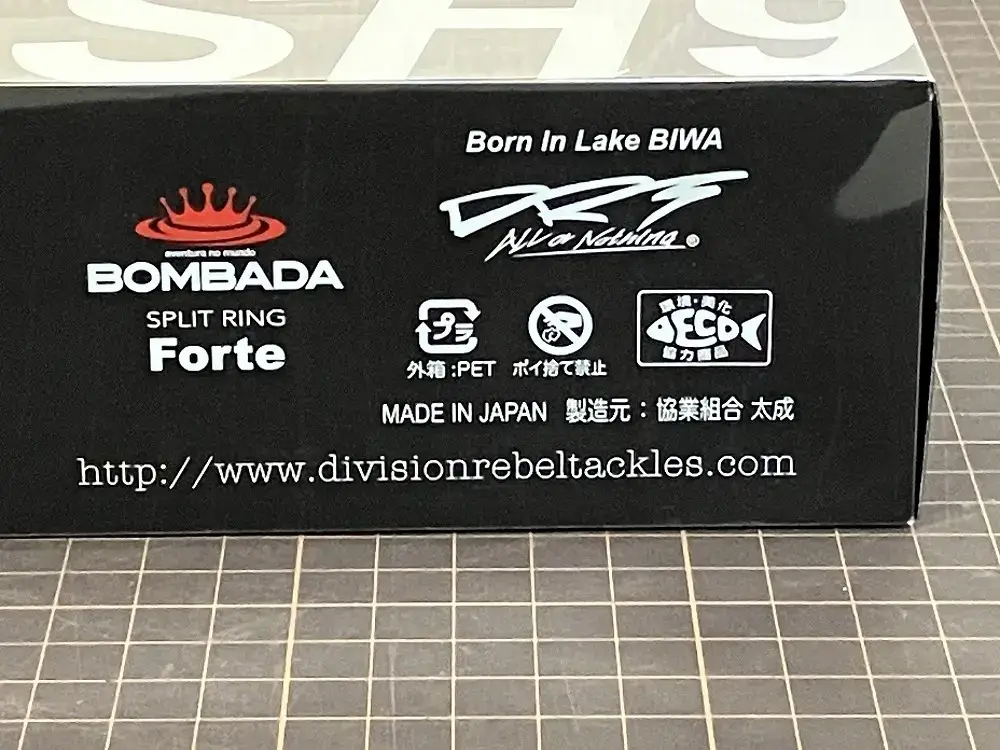 SH9
Born In Lake BIWA
DRT
All or Nothing ®
aventura no mundo
BOMBADA
SPLIT RING
Forte
プラ
外箱:PET
ポイ捨て禁止
環境・美化
ECO
協力商品
MADE IN JAPAN 製造元:協業組合 太成
http://www.divisionrebeltackles.com